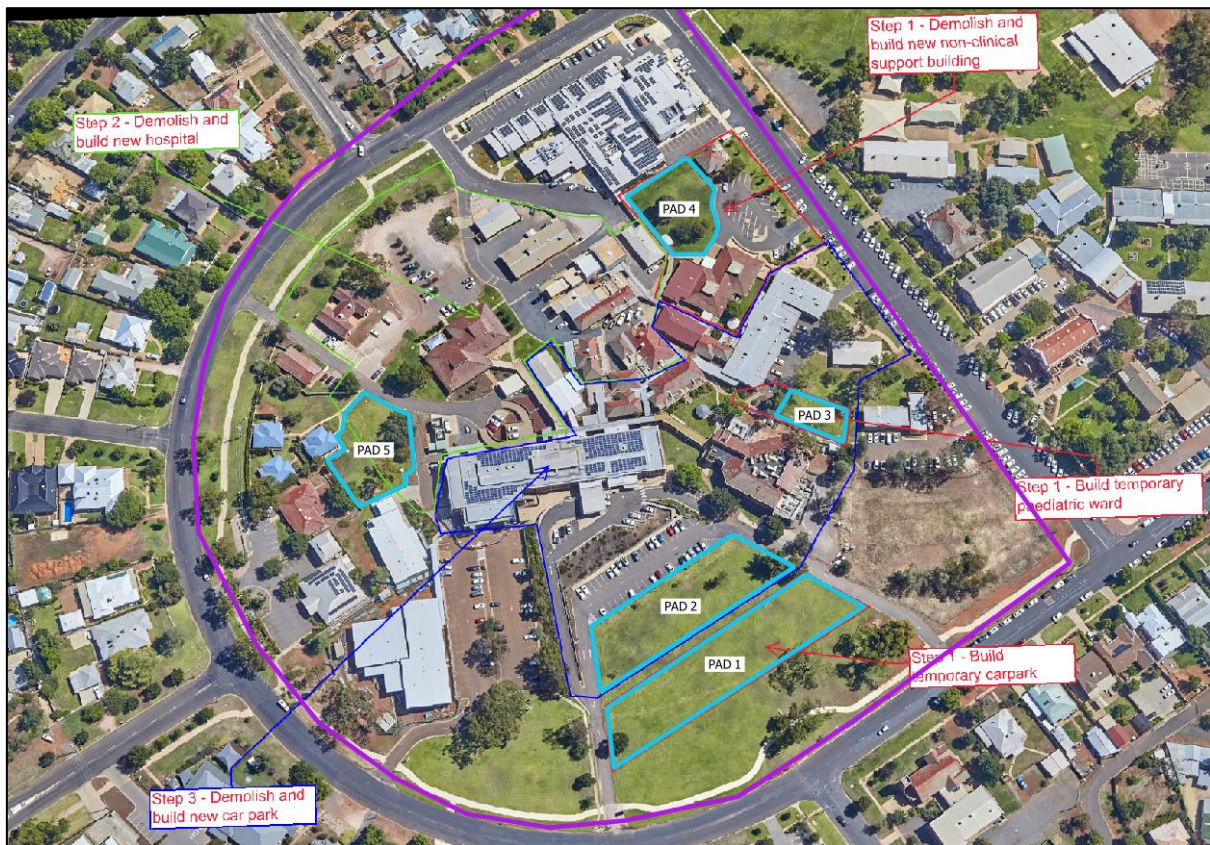 Step 1 - Demolish and
build new non-clinical
support building
Step 2 - Demolish and
build new hospital
PAD 4
PAD 3
PAD 5
Step 1 - Build temporary
paediatric ward
PAD 2
PAD 1
Step 1 - Build
temporary carpark
Step 3 - Demolish and
build new car park